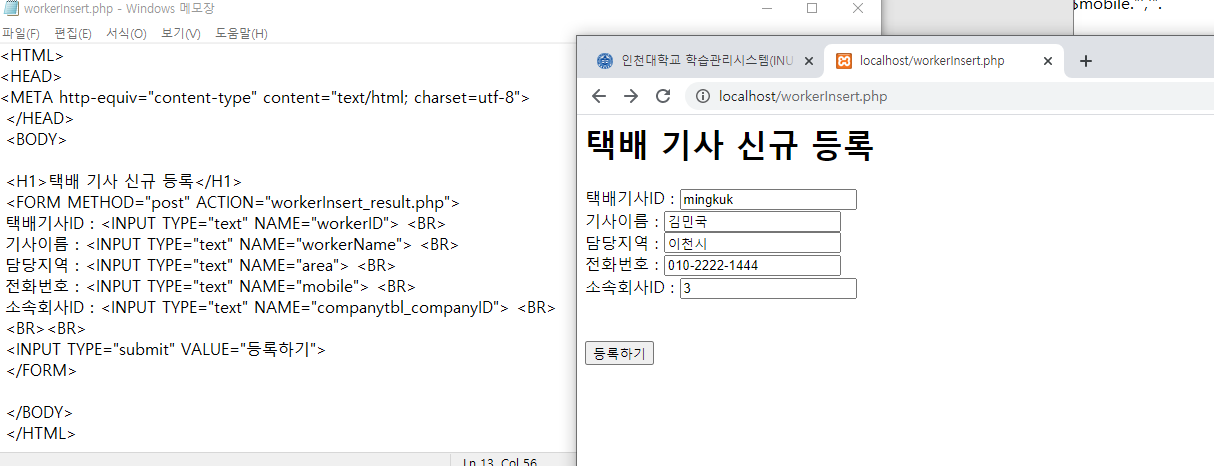 workerInsert.php - Windows 메모장
파일(F) 편집(E) 서식(O) 보기(V) 도움말(H)
<HTML>
<HEAD>
<META http-equiv="content-type" content="text/html; charset=utf-8">
</HEAD>
<BODY>
<H1>택배 기사 신규 등록</H1>
<FORM METHOD="post" ACTION="workerInsert_result.php">
택배기사ID : <INPUT TYPE="text" NAME="workerID"> <BR>
기사이름 : <INPUT TYPE="text" NAME="workerName"> <BR>
담당지역 : <INPUT TYPE="text" NAME="area"> <BR>
전화번호 : <INPUT TYPE="text" NAME="mobile"> <BR>
소속회사ID : <INPUT TYPE="text" NAME="companytbl_companyID"> <BR>
<BR><BR>
<INPUT TYPE="submit" VALUE="등록하기">
</FORM>
</BODY>
</HTML>
Ln 13, Col 56
$mobile."','".
인천대학교 학습관리시스템(INU
localhost/workerInsert.php
localhost/workerInsert.php
택배 기사 신규 등록
택배기사ID : mingkuk
기사이름 : 김민국
담당지역 : 이천시
전화번호 : 010-2222-1444
소속회사ID : 3
등록하기